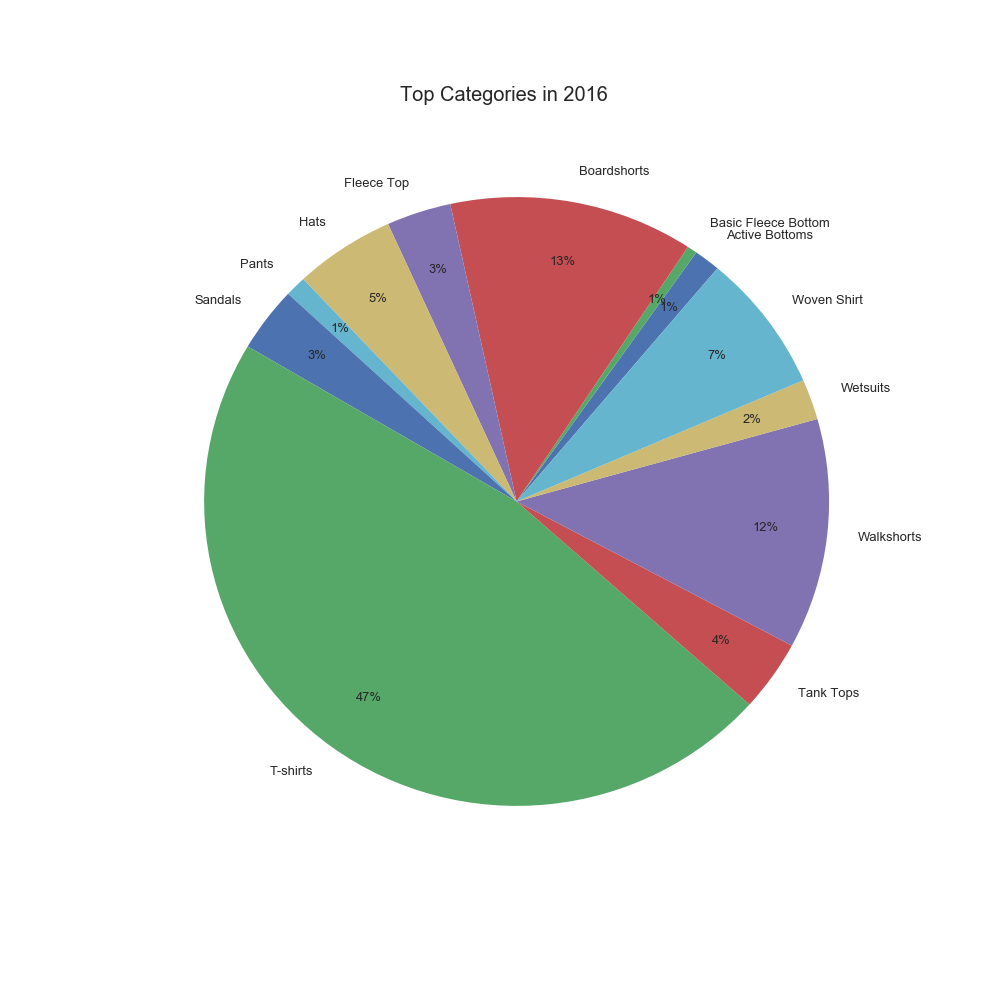 Top Categories in 2016
Boardshorts
Fleece Top
Basic Fleece Bottom
Active Bottoms
Hats
Pants
Sandals
Woven Shirt
Wetsuits
Walkshorts
Tank Tops
T-shirts
13%
3%
5%
1%
3%
1%
1%
7%
2%
12%
4%
47%